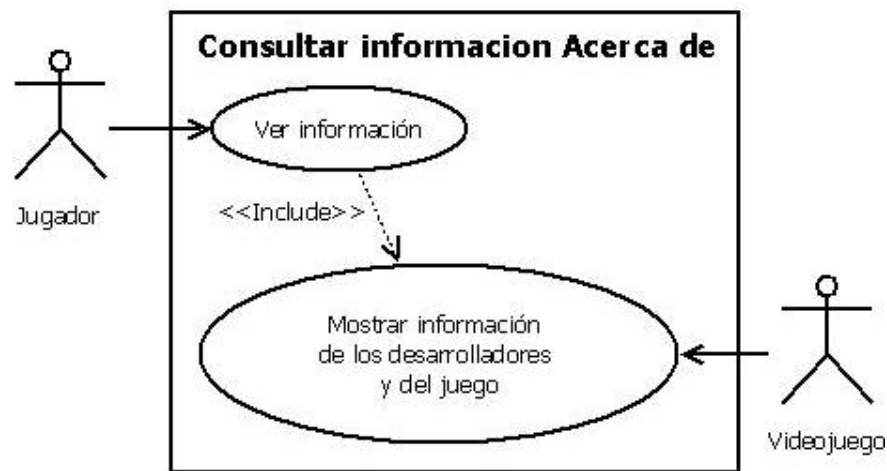 Consultar informacion Acerca de
Ver información
Jugador
<<Include>>
Mostrar información
de los desarrolladores
y del juego
Videojuego